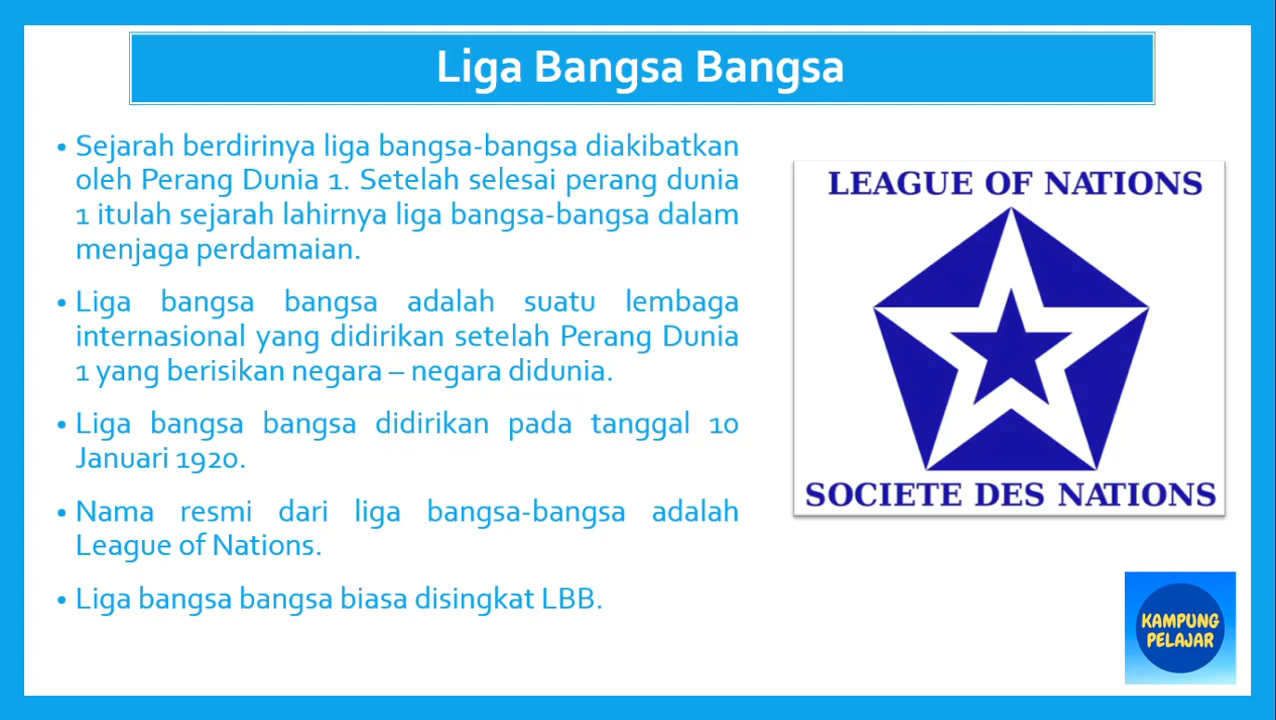 Liga Bangsa Bangsa
• Sejarah berdirinya liga bangsa-bangsa diakibatkan
oleh Perang Dunia 1. Setelah selesai perang dunia
1 itulah sejarah lahirnya liga bangsa-bangsa dalam
menjaga perdamaian.
• Liga bangsa bangsa adalah suatu lembaga
internasional yang didirikan setelah Perang Dunia
1 yang berisikan negara – negara didunia.
• Liga bangsa bangsa didirikan pada tanggal 10
Januari 1920.
• Nama resmi dari liga bangsa-bangsa adalah
League of Nations.
• Liga bangsa bangsa biasa disingkat LBB.
LEAGUE OF NATIONS
SOCIETE DES NATIONS
KAMPUNG
PELAJAR